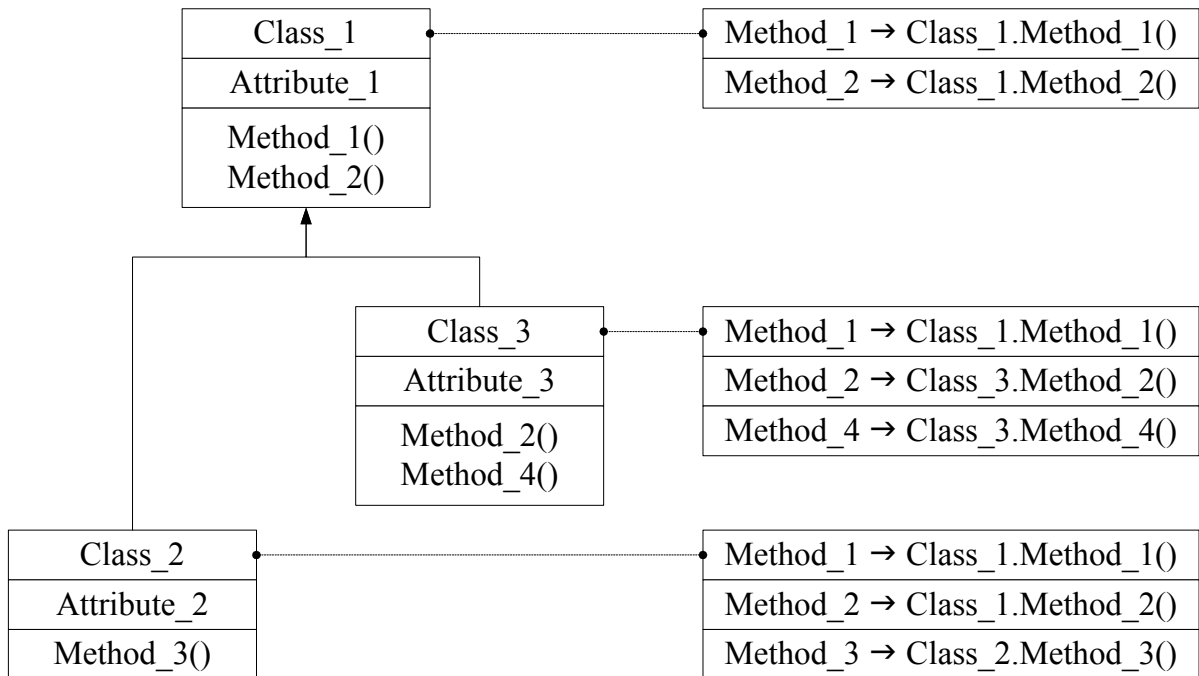 Class_1
Attribute_1
Method_1()
Method_2()
Method_1 → Class_1.Method_1()
Method_2 → Class_1.Method_2()
Class_3
Attribute_3
Method_2()
Method_4()
Method_1 → Class_1.Method_1()
Method_2 → Class_3.Method_2()
Method_4 → Class_3.Method_4()
Class_2
Attribute_2
Method_3()
Method_1 → Class_1.Method_1()
Method_2 → Class_1.Method_2()
Method_3 → Class_2.Method_3()